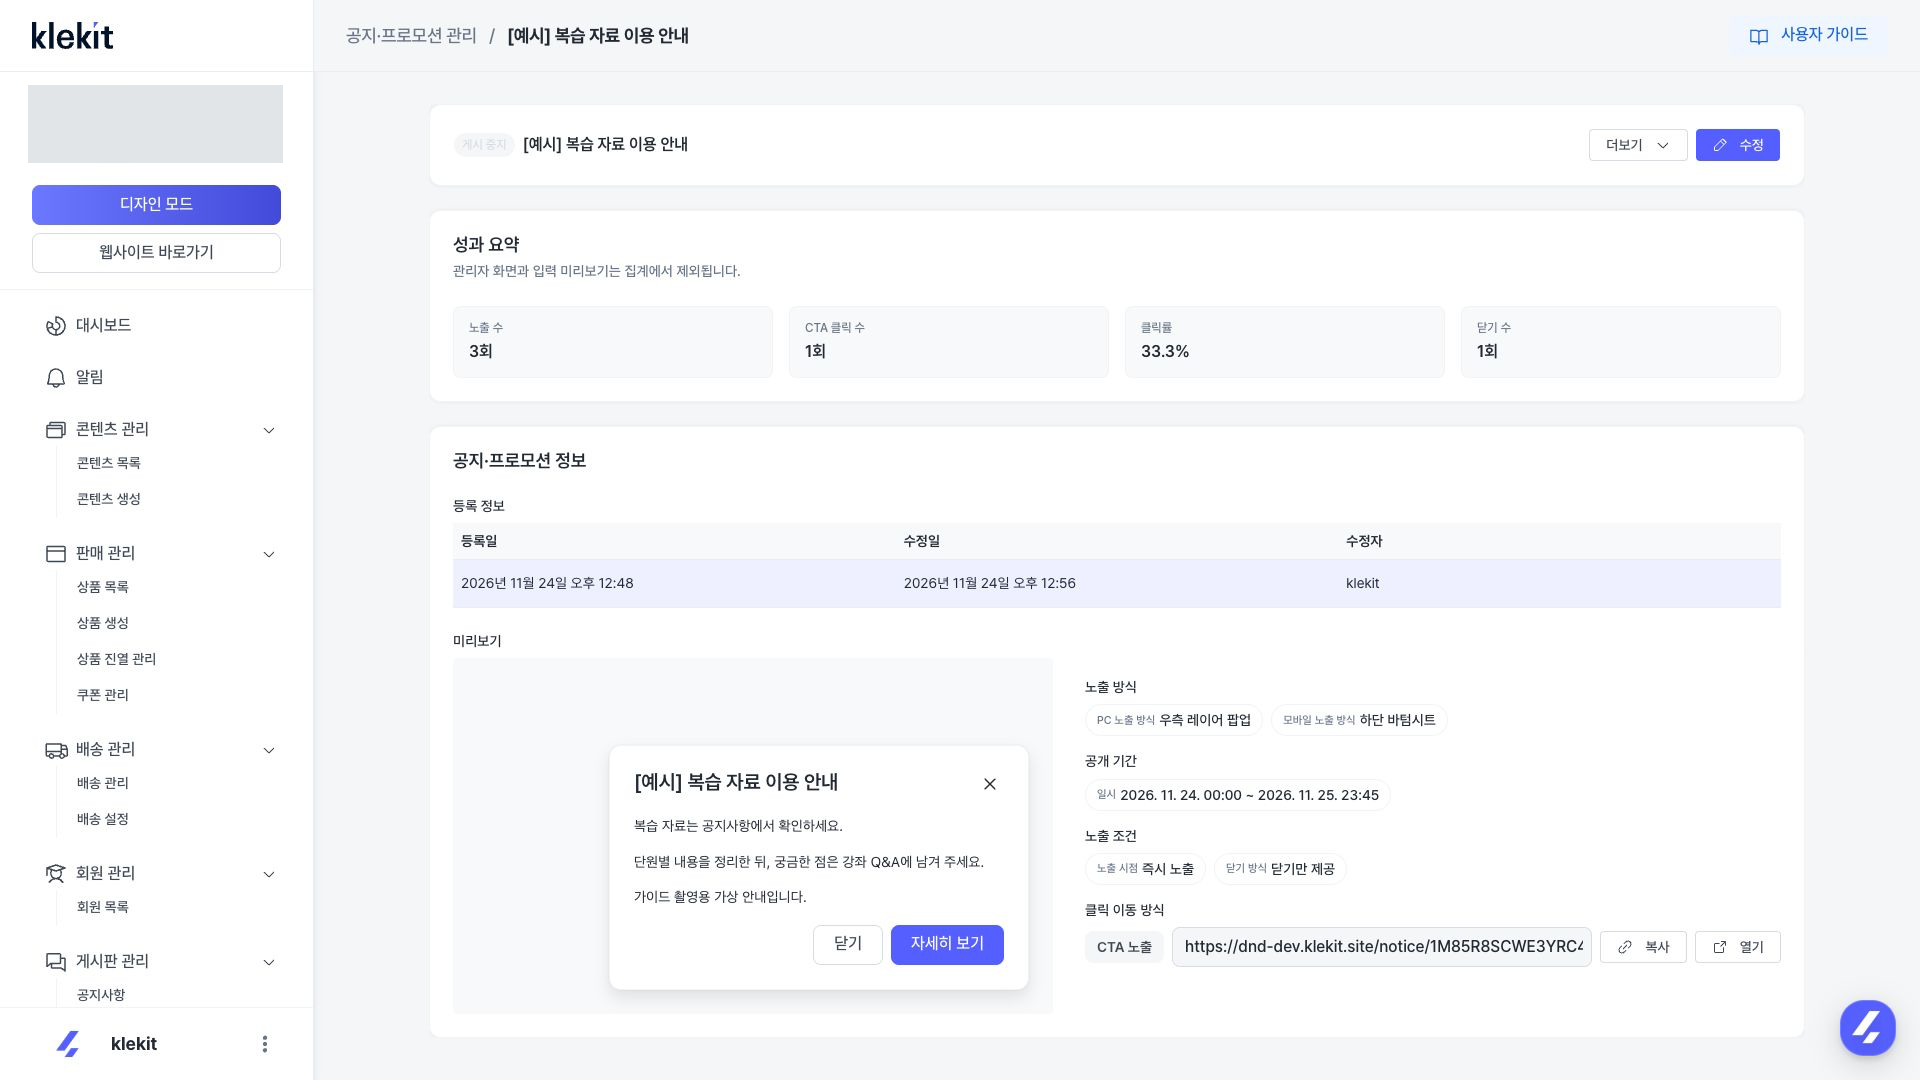 klekit
공지·프로모션 관리 / [예시] 복습 자료 이용 안내
사용자 가이드
디자인 모드
웹사이트 바로가기
대시보드
알림
콘텐츠 관리
콘텐츠 목록
콘텐츠 생성
판매 관리
상품 목록
상품 생성
상품 진열 관리
쿠폰 관리
배송 관리
배송 관리
배송 설정
회원 관리
회원 목록
게시판 관리
공지사항
klekit
게시 중지 [예시] 복습 자료 이용 안내
더보기
수정
성과 요약
관리자 화면과 입력 미리보기는 집계에서 제외됩니다.
노출 수
3회
CTA 클릭 수
1회
클릭률
33.3%
닫기 수
1회
공지·프로모션 정보
등록 정보
등록일 수정일 수정자
2026년 11월 24일 오후 12:48 2026년 11월 24일 오후 12:56 klekit
미리보기
[예시] 복습 자료 이용 안내
복습 자료는 공지사항에서 확인하세요.
단원별 내용을 정리한 뒤, 궁금한 점은 강좌 Q&A에 남겨 주세요.
가이드 촬영용 가상 안내입니다.
닫기
자세히 보기
노출 방식
PC 노출 방식 우측 레이어 팝업
모바일 노출 방식 하단 바텀시트
공개 기간
일시 2026. 11. 24. 00:00 ~ 2026. 11. 25. 23:45
노출 조건
노출 시점 즉시 노출
닫기 방식 닫기만 제공
클릭 이동 방식
CTA 노출
https://dnd-dev.klekit.site/notice/1M85R8SCWE3YRC4
복사
열기